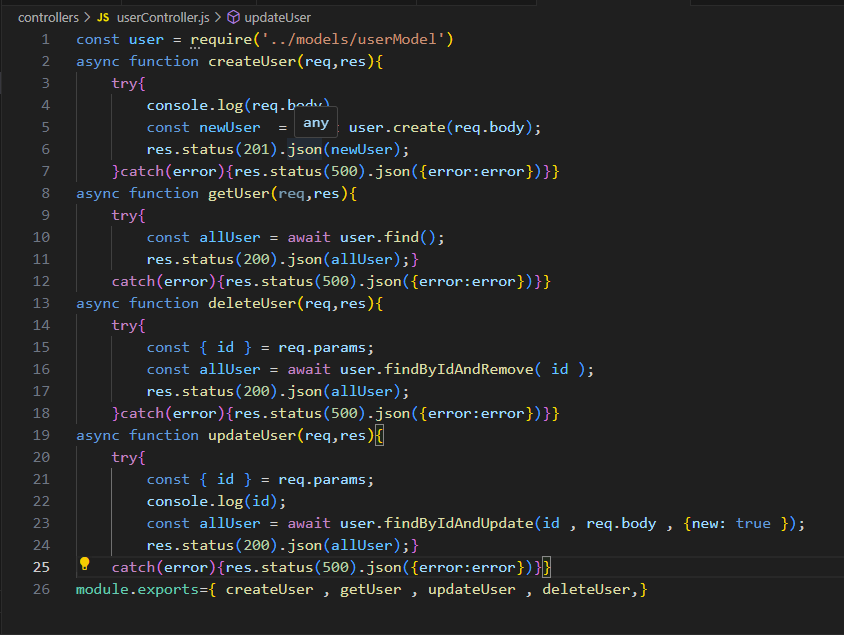 controllers > JS userController.js > updateUser
1 const user = require('../models/userModel')
2 async function createUser(req,res){
3 try{
4 console.log(req.body)
5 const newUser = user.create(req.body);
any
6 res.status(201).json(newUser);
7 }catch(error){res.status(500).json({error:error})}}
8 async function getUser(req,res){
9 try{
10 const allUser = await user.find();
11 res.status(200).json(allUser);}
12 catch(error){res.status(500).json({error:error})}}
13 async function deleteUser(req,res){
14 try{
15 const { id } = req.params;
16 const allUser = await user.findByIdAndRemove( id );
17 res.status(200).json(allUser);
18 }catch(error){res.status(500).json({error:error})}}
19 async function updateUser(req,res){
20 try{
21 const { id } = req.params;
22 console.log(id);
23 const allUser = await user.findByIdAndUpdate(id , req.body , {new: true });
24 res.status(200).json(allUser);}
25 catch(error){res.status(500).json({error:error})}}
26 module.exports={ createUser , getUser , updateUser , deleteUser,}